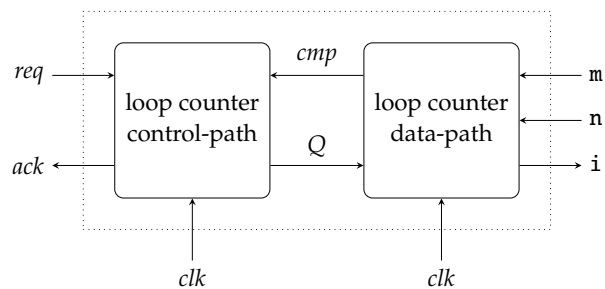 cmp
req
m
loop counter
control-path
loop counter
data-path
n
Q
ack
i
clk
clk